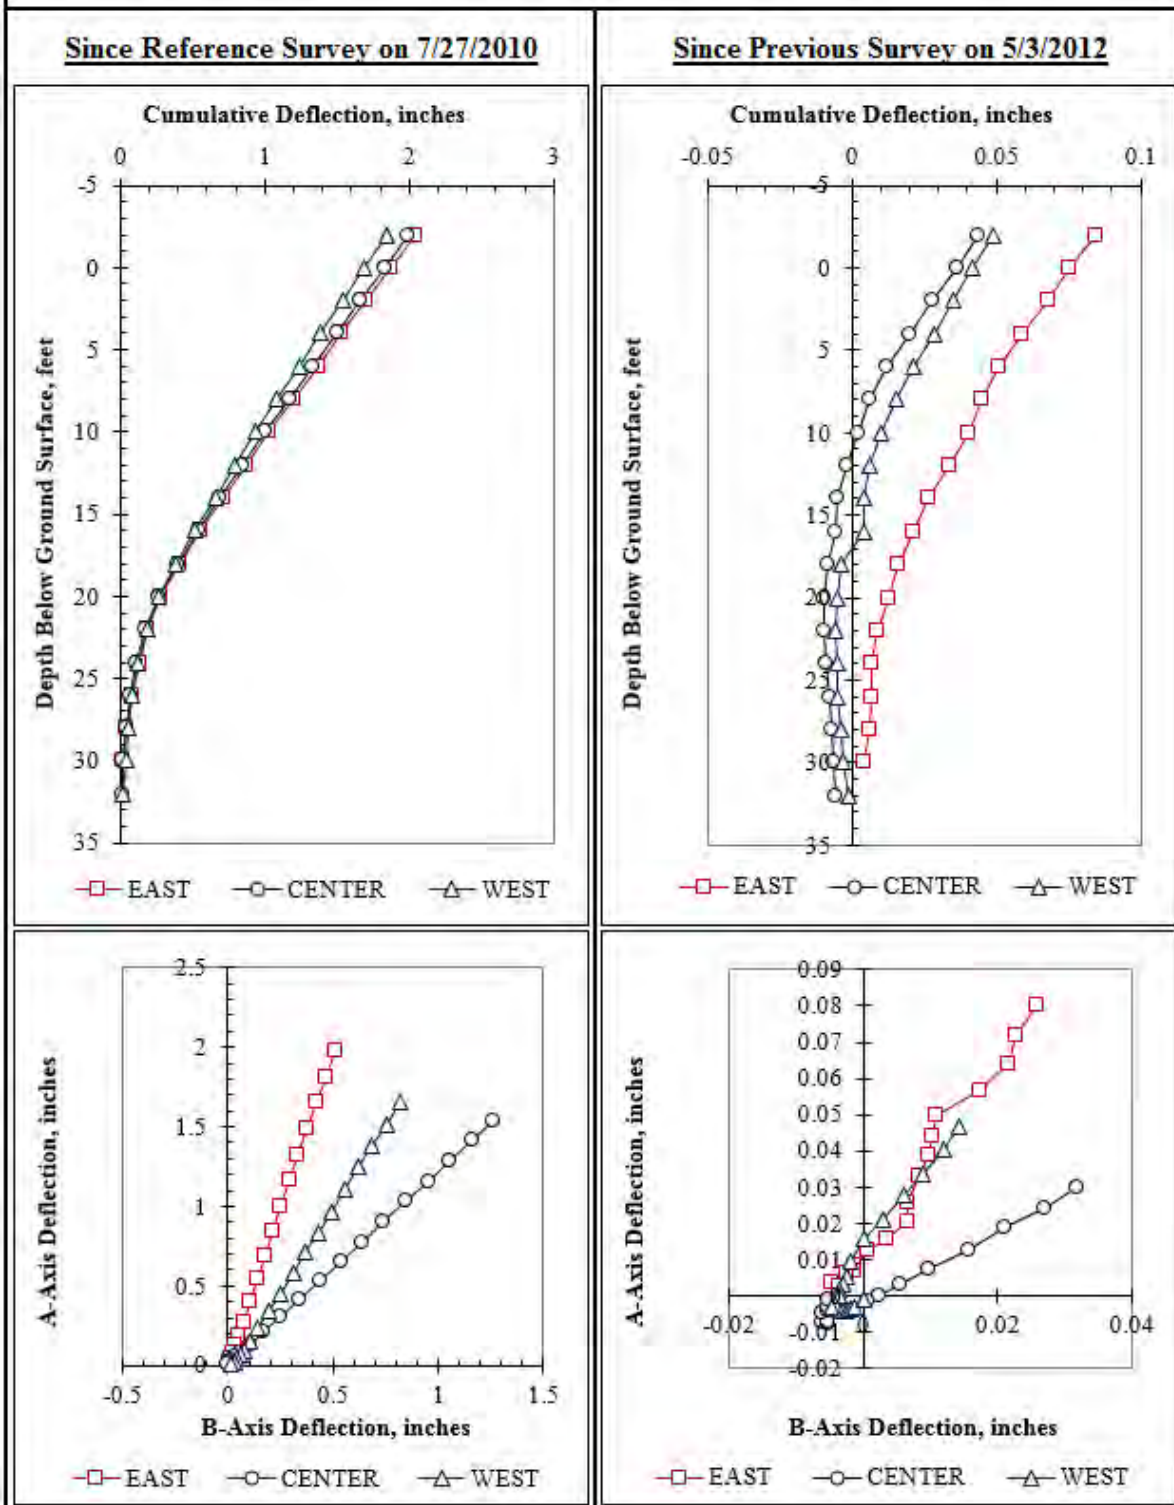 Since Reference Survey on 7/27/2010
Since Previous Survey on 5/3/2012
Cumulative Deflection, inches
0 1 2 3
-5
0
5
10
15
20
25
30
35
Depth Below Ground Surface, feet
EAST CENTER WEST
Cumulative Deflection, inches
-0.05 0 0.05 0.1
-5
0
5
10
15
20
25
30
35
Depth Below Ground Surface, feet
EAST CENTER WEST
2.5
2
1.5
1
0.5
0
A-Axis Deflection, inches
-0.5 0 0.5 1 1.5
B-Axis Deflection, inches
EAST CENTER WEST
0.09
0.08
0.07
0.06
0.05
0.04
0.03
0.02
0.01
0
-0.01
-0.02
A-Axis Deflection, inches
-0.02 0 0.02 0.04
B-Axis Deflection, inches
EAST CENTER WEST